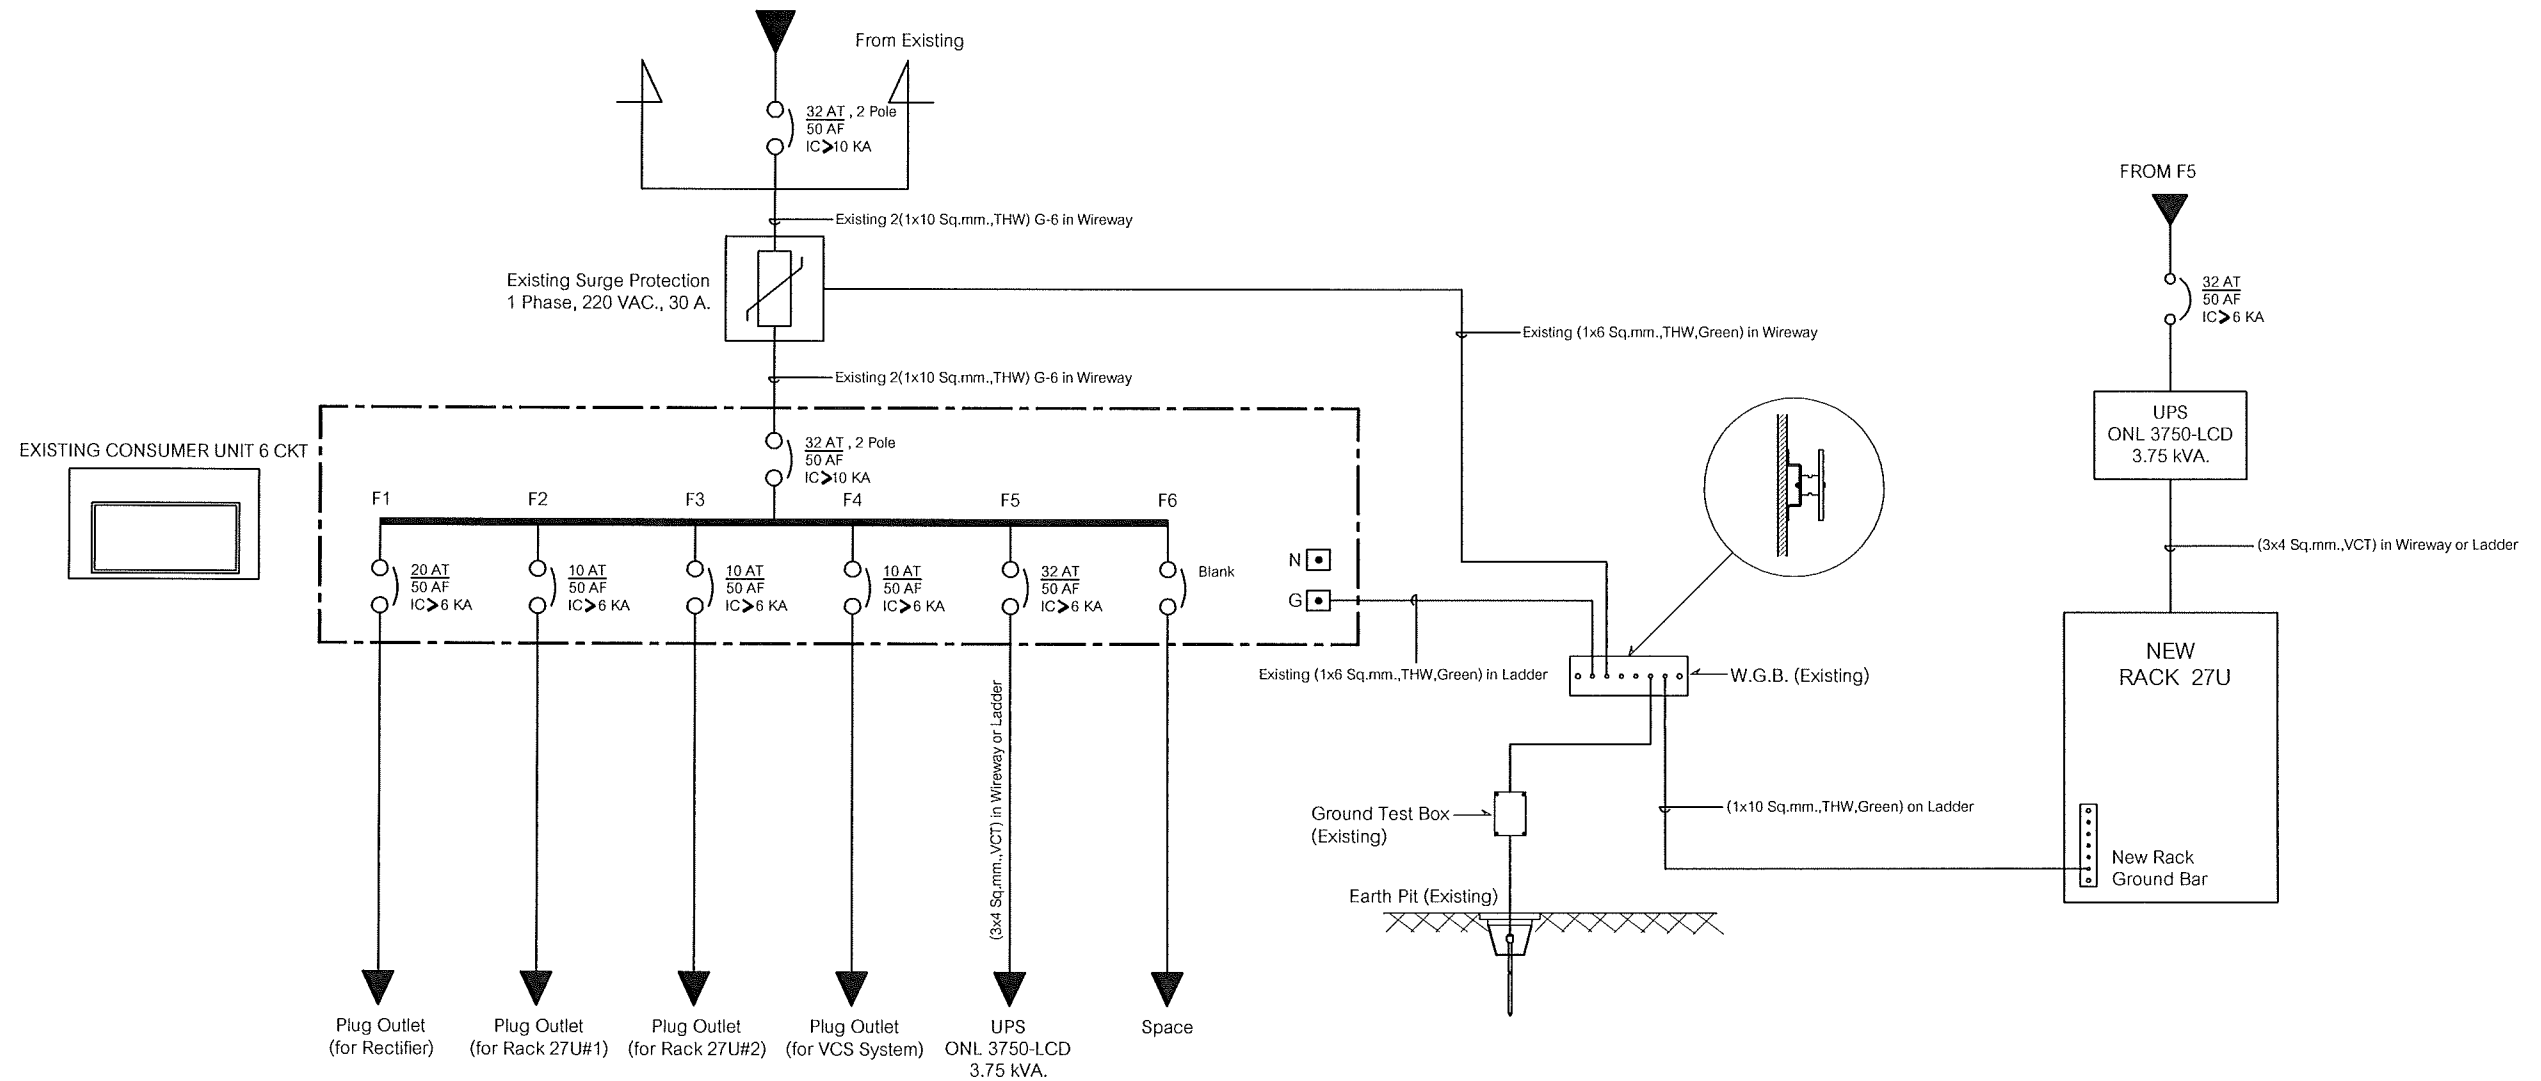 From Existing
32 AT , 2 Pole
50 AF
IC>10 KA
Existing 2(1x10 Sq.mm.,THW) G-6 in Wireway
Existing Surge Protection
1 Phase, 220 VAC., 30 A.
Existing (1x6 Sq.mm.,THW,Green) in Wireway
Existing 2(1x10 Sq.mm.,THW) G-6 in Wireway
EXISTING CONSUMER UNIT 6 CKT
32 AT , 2 Pole
50 AF
IC>10 KA
F1
F2
F3
F4
F5
F6
20 AT
50 AF
IC>6 KA
10 AT
50 AF
IC>6 KA
10 AT
50 AF
IC>6 KA
10 AT
50 AF
IC>6 KA
32 AT
50 AF
IC>6 KA
Blank
N
G
Existing (1x6 Sq.mm.,THW,Green) in Ladder
(3x4 Sq.mm.,VCT) in Wireway or Ladder
Plug Outlet
(for Rectifier)
Plug Outlet
(for Rack 27U#1)
Plug Outlet
(for Rack 27U#2)
Plug Outlet
(for VCS System)
UPS
ONL 3750-LCD
3.75 kVA.
Space
W.G.B. (Existing)
Ground Test Box
(Existing)
(1x10 Sq.mm.,THW,Green) on Ladder
Earth Pit (Existing)
FROM F5
32 AT
50 AF
IC>6 KA
UPS
ONL 3750-LCD
3.75 kVA.
(3x4 Sq.mm.,VCT) in Wireway or Ladder
NEW
RACK 27U
New Rack
Ground Bar